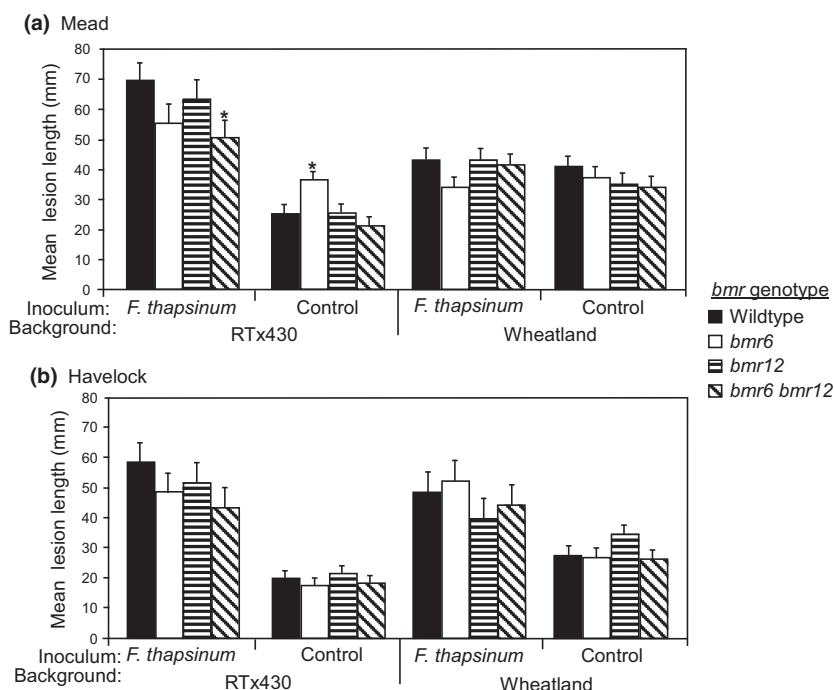 (a) Mead
Mean lesion length (mm)
80
70
60
50
40
30
20
10
0
*
*
Inoculum: F. thapsinum Control F. thapsinum Control
Background: RTx430 Wheatland
(b) Havelock
Mean lesion length (mm)
80
70
60
50
40
30
20
10
0
Inoculum: F. thapsinum Control F. thapsinum Control
Background: RTx430 Wheatland
bmr genotype
Wildtype
bmr6
bmr12
bmr6 bmr12